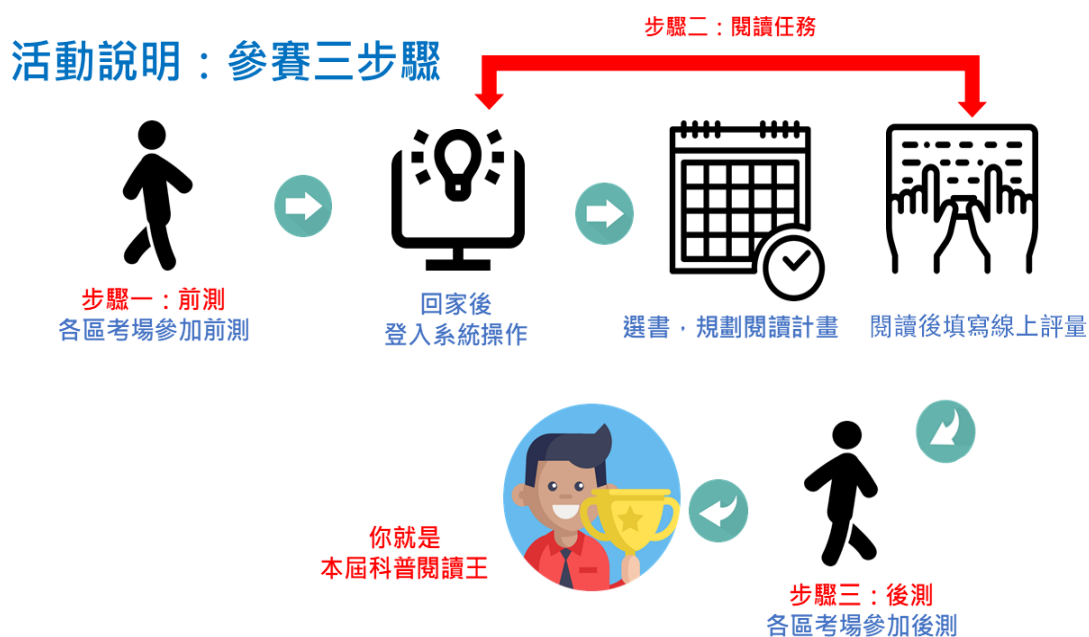 步驟二：閱讀任務
活動說明：參賽三步驟
步驟一：前測
各區考場參加前測
回家後
登入系統操作
選書，規劃閱讀計畫
閱讀後填寫線上評量
你就是
本屆科普閱讀王
步驟三：後測
各區考場參加後測